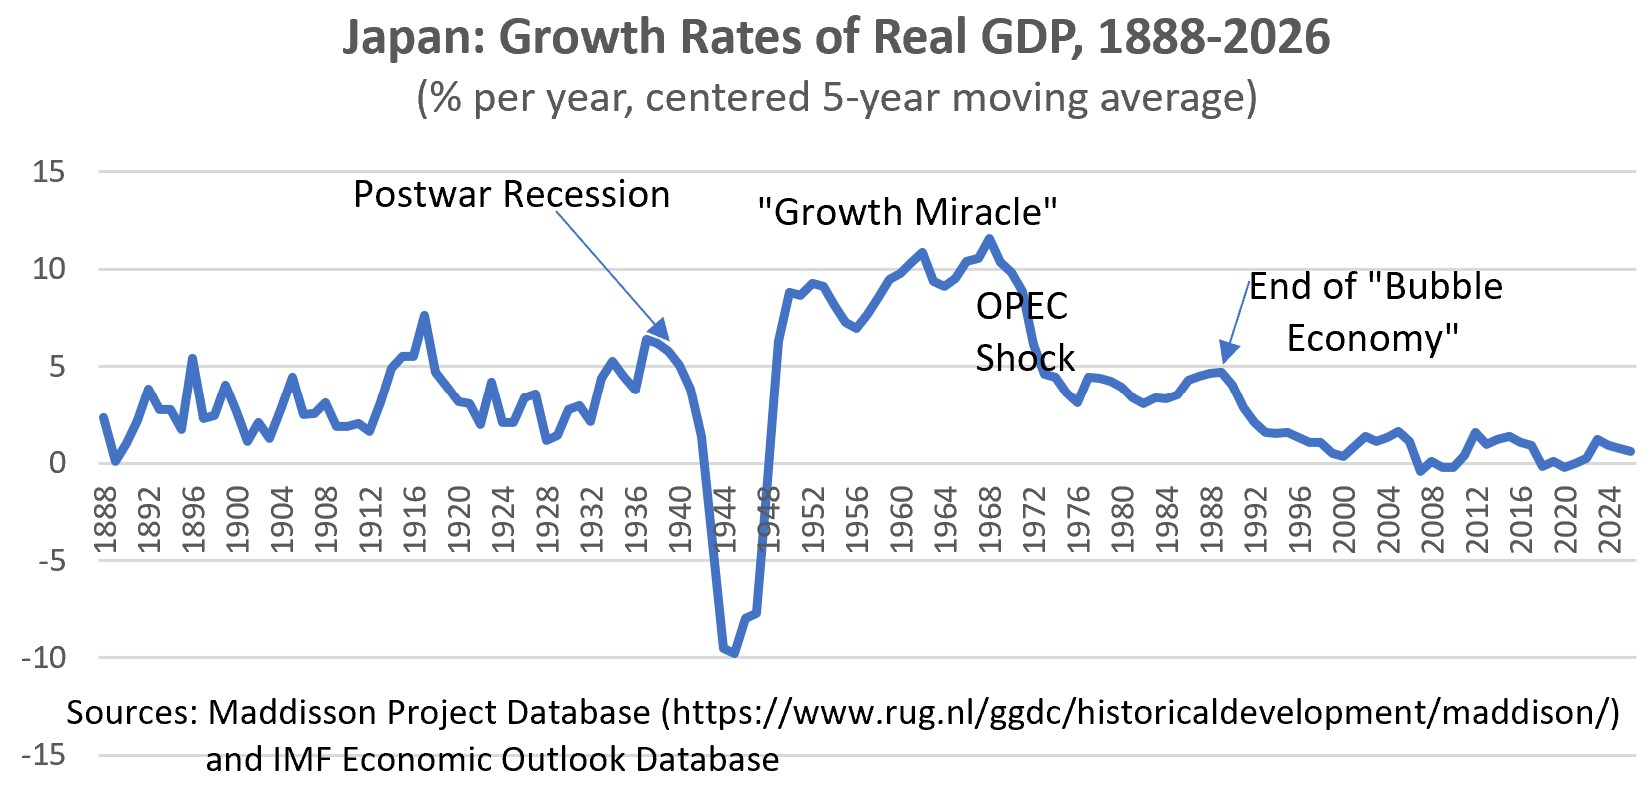 Japan: Growth Rates of Real GDP, 1888-2026
(% per year, centered 5-year moving average)
15
Postwar Recession
"Growth Miracle"
10
End of "Bubble
Economy"
OPEC
Shock
5
0
1888 1892 1896 1900 1904 1908 1912 1916 1920 1924 1928 1932 1936 1940 1944 1948 1952 1956 1960 1964 1968 1972 1976 1980 1984 1988 1992 1996 2000 2004 2008 2012 2016 2020 2024
-5
-10
Sources: Maddisson Project Database (https://www.rug.nl/ggdc/historicaldevelopment/maddison/)
-15
and IMF Economic Outlook Database